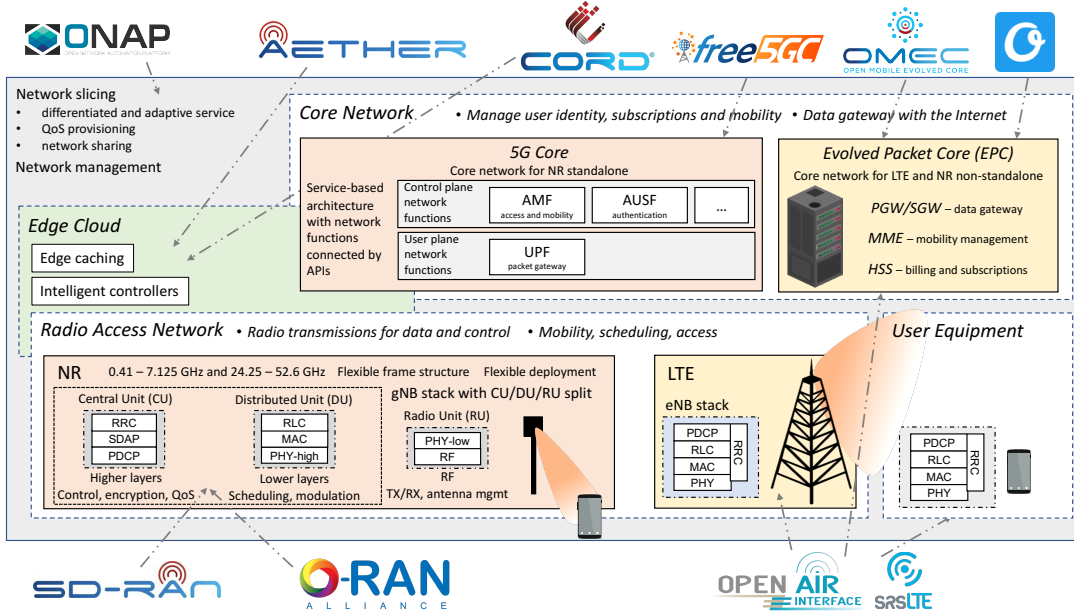 ONAP
OPEN NETWORK AUTOMATION PLATFORM
AETHER
CORD®
free5GC
OMEC
OPEN MOBILE EVOLVED CORE
Network slicing
• differentiated and adaptive service
• QoS provisioning
• network sharing
Network management
Core Network
• Manage user identity, subscriptions and mobility
• Data gateway with the Internet
5G Core
Core network for NR standalone
Service-based
architecture
with network
functions
connected by
APIs
Control plane
network
functions
AMF
access and mobility
AUSF
authentication
...
User plane
network
functions
UPF
packet gateway
Evolved Packet Core (EPC)
Core network for LTE and NR non-standalone
PGW/SGW – data gateway
MME – mobility management
HSS – billing and subscriptions
Edge Cloud
Edge caching
Intelligent controllers
Radio Access Network
• Radio transmissions for data and control
• Mobility, scheduling, access
NR
0.41 – 7.125 GHz and 24.25 – 52.6 GHz
Flexible frame structure
Flexible deployment
gNB stack with CU/DU/RU split
Central Unit (CU)
RRC
SDAP
PDCP
Higher layers
Control, encryption, QoS
Distributed Unit (DU)
RLC
MAC
PHY-high
Lower layers
Scheduling, modulation
Radio Unit (RU)
PHY-low
RF
RF
TX/RX, antenna mgmt
LTE
eNB stack
PDCP
RLC
MAC
PHY
RRC
User Equipment
PDCP
RLC
MAC
PHY
RRC
SD-RAN
O-RAN
ALLIANCE
OPEN AIR
INTERFACE
SRSLTE